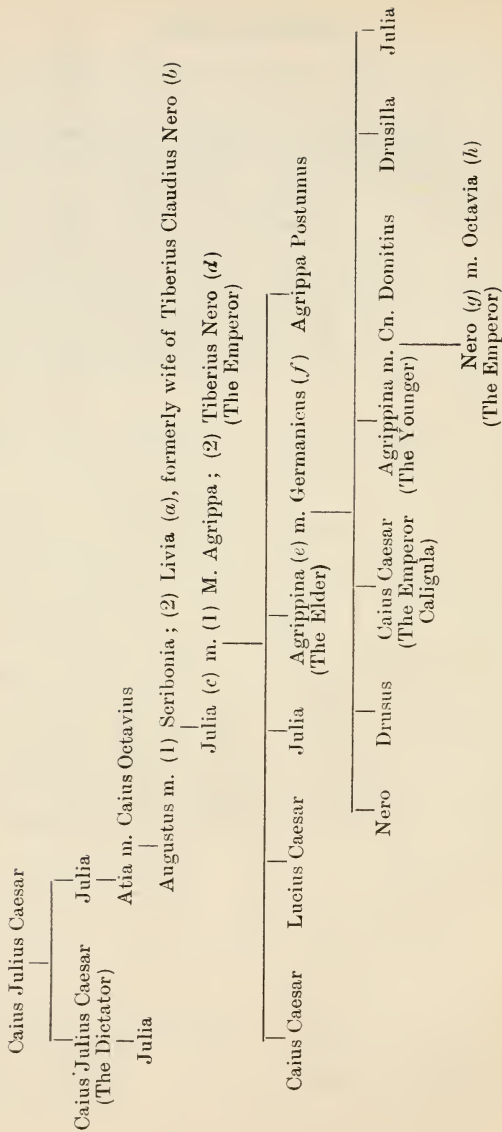 Caius Julius Caesar
Caius Julius Caesar
(The Dictator)
Julia
Julia
Atia m. Caius Octavius
Augustus m. (1) Scribonia; (2) Livia (a), formerly wife of Tiberius Claudius Nero (b)
Julia (c) m. (1) M. Agrippa; (2) Tiberius Nero (d)
(The Emperor)
Caius Caesar
Lucius Caesar
Julia
Agrippina (e) m. Germanicus (f)
(The Elder)
Agrippa Postumus
Nero
Drusus
Caius Caesar
(The Emperor
Caligula)
Agrippina m. Cn. Domitius
(The Younger)
Drusilla
Julia
Nero (g) m. Octavia (h)
(The Emperor)